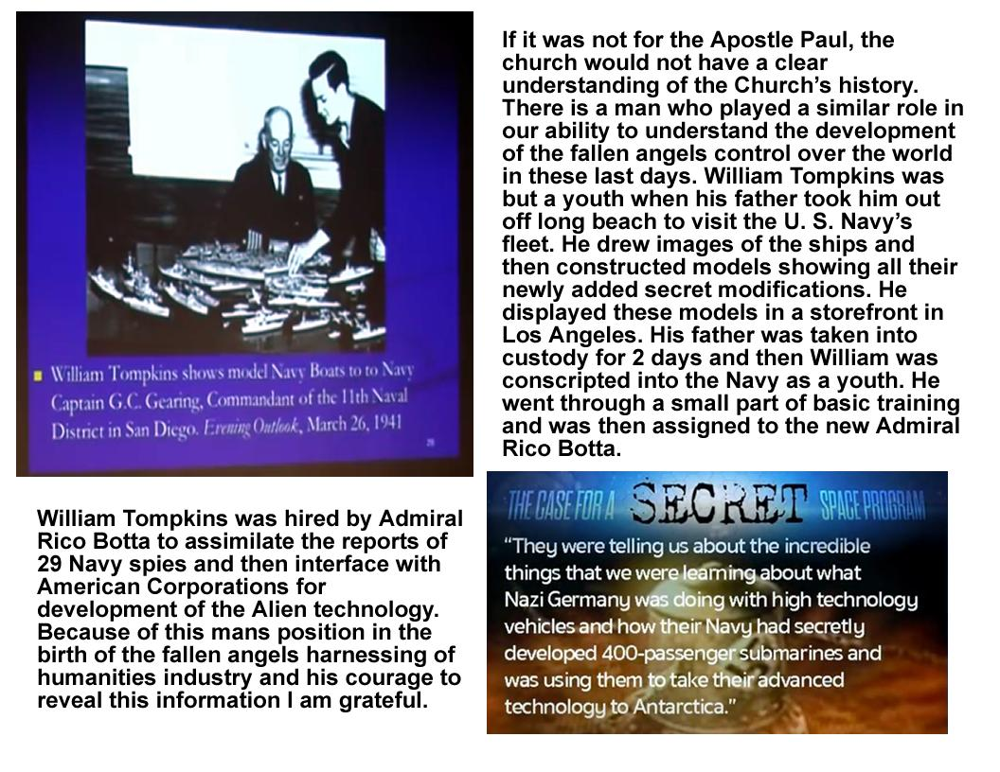 William Tompkins shows model Navy Boats to to Navy
Captain G.C. Gearing, Commandant of the 11th Naval
District in San Diego. Evening Outlook, March 26, 1941
28
If it was not for the Apostle Paul, the
church would not have a clear
understanding of the Church's history.
There is a man who played a similar role in
our ability to understand the development
of the fallen angels control over the world
in these last days. William Tompkins was
but a youth when his father took him out
off long beach to visit the U. S. Navy's
fleet. He drew images of the ships and
then constructed models showing all their
newly added secret modifications. He
displayed these models in a storefront in
Los Angeles. His father was taken into
custody for 2 days and then William was
conscripted into the Navy as a youth. He
went through a small part of basic training
and was then assigned to the new Admiral
Rico Botta.
William Tompkins was hired by Admiral
Rico Botta to assimilate the reports of
29 Navy spies and then interface with
American Corporations for
development of the Alien technology.
Because of this mans position in the
birth of the fallen angels harnessing of
humanities industry and his courage to
reveal this information I am grateful.
THE CASE FOR A SECRET SPACE PROGRAM
“They were telling us about the incredible
things that we were learning about what
Nazi Germany was doing with high technology
vehicles and how their Navy had secretly
developed 400-passenger submarines and
was using them to take their advanced
technology to Antarctica.”